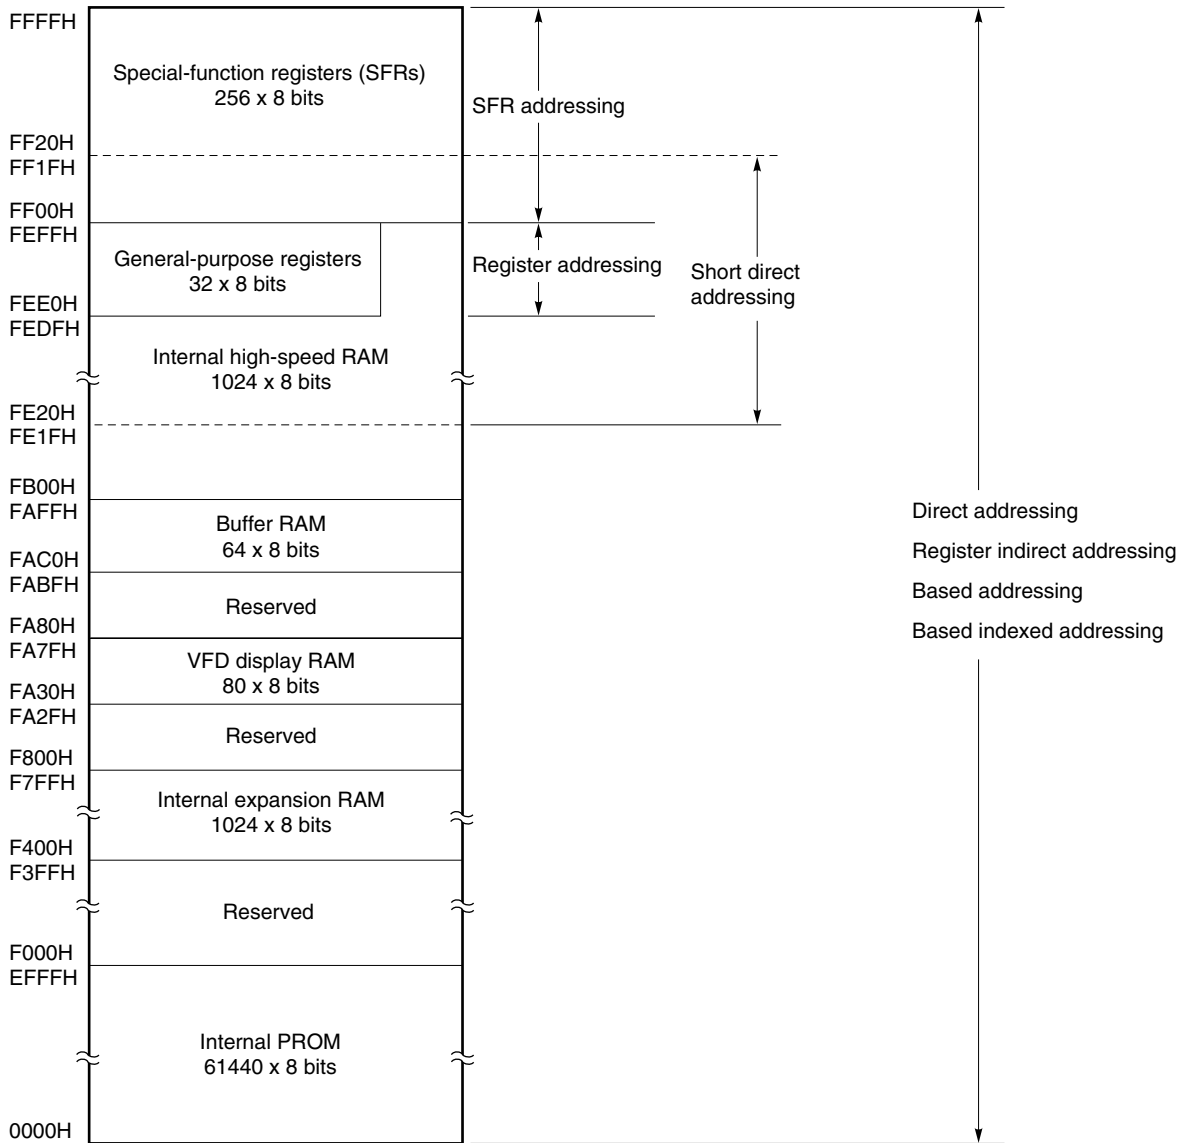 FFFFH
Special-function registers (SFRs)
256 x 8 bits
SFR addressing
FF20H
FF1FH
FF00H
FEFFH
General-purpose registers
32 x 8 bits
Register addressing
Short direct
addressing
FEE0H
FEDFH
Internal high-speed RAM
1024 x 8 bits
FE20H
FE1FH
FB00H
FAFFH
Buffer RAM
64 x 8 bits
Direct addressing
Register indirect addressing
Based addressing
Based indexed addressing
FAC0H
FABFH
Reserved
FA80H
FA7FH
VFD display RAM
80 x 8 bits
FA30H
FA2FH
Reserved
F800H
F7FFH
Internal expansion RAM
1024 x 8 bits
F400H
F3FFH
Reserved
F000H
EFFFH
Internal PROM
61440 x 8 bits
0000H